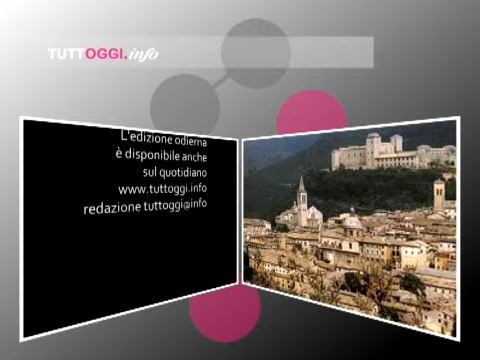 TUTTOGGI.info
L'edizione odierna
è disponibile anche
sul quotidiano
www.tuttoggi.info
redazione tuttoggi@info